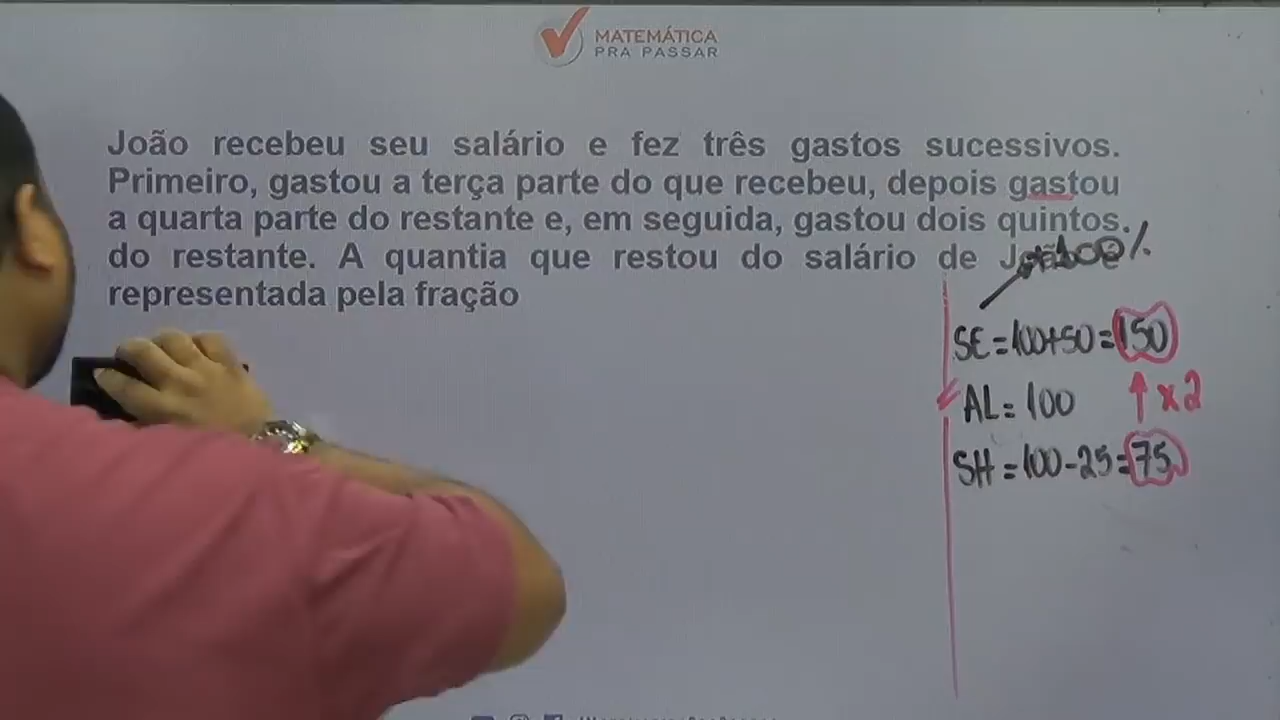 MATEMÁTICA
PRA PASSAR
João recebeu seu salário e fez três gastos sucessivos.
Primeiro, gastou a terça parte do que recebeu, depois gastou
a quarta parte do restante e, em seguida, gastou dois quintos
do restante. A quantia que restou do salário de João é
representada pela fração
100%
SE = 100+50 = 150
AL = 100
↑ x 2
SH = 100 - 25 = 75